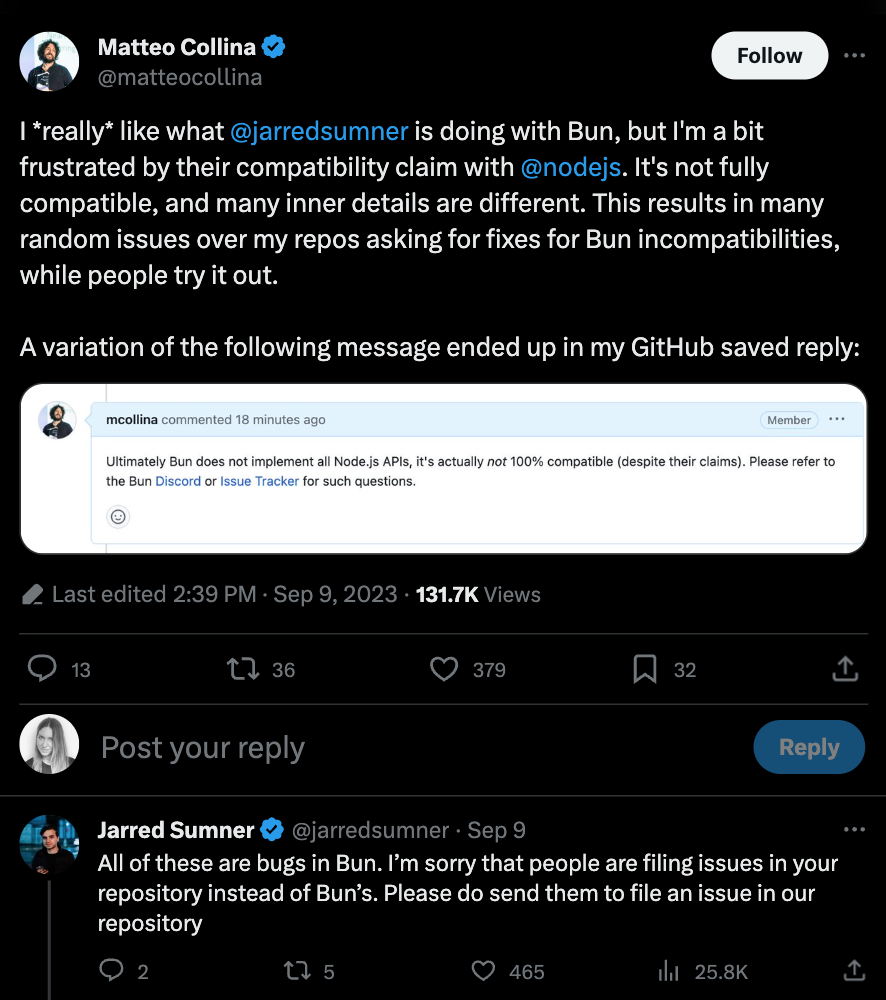 Matteo Collina
Follow
@matteocollina
I *really* like what @jarredsumner is doing with Bun, but I'm a bit
frustrated by their compatibility claim with @nodejs. It's not fully
compatible, and many inner details are different. This results in many
random issues over my repos asking for fixes for Bun incompatibilities,
while people try it out.
A variation of the following message ended up in my GitHub saved reply:
mcollina commented 18 minutes ago
Member
Ultimately Bun does not implement all Node.js APIs, it's actually not 100% compatible (despite their claims). Please refer to
the Bun Discord or Issue Tracker for such questions.
Last edited 2:39 PM · Sep 9, 2023 · 131.7K Views
13 36 379 32
Post your reply
Reply
Jarred Sumner @jarredsumner · Sep 9
All of these are bugs in Bun. I’m sorry that people are filing issues in your
repository instead of Bun’s. Please do send them to file an issue in our
repository
2 5 465 25.8K